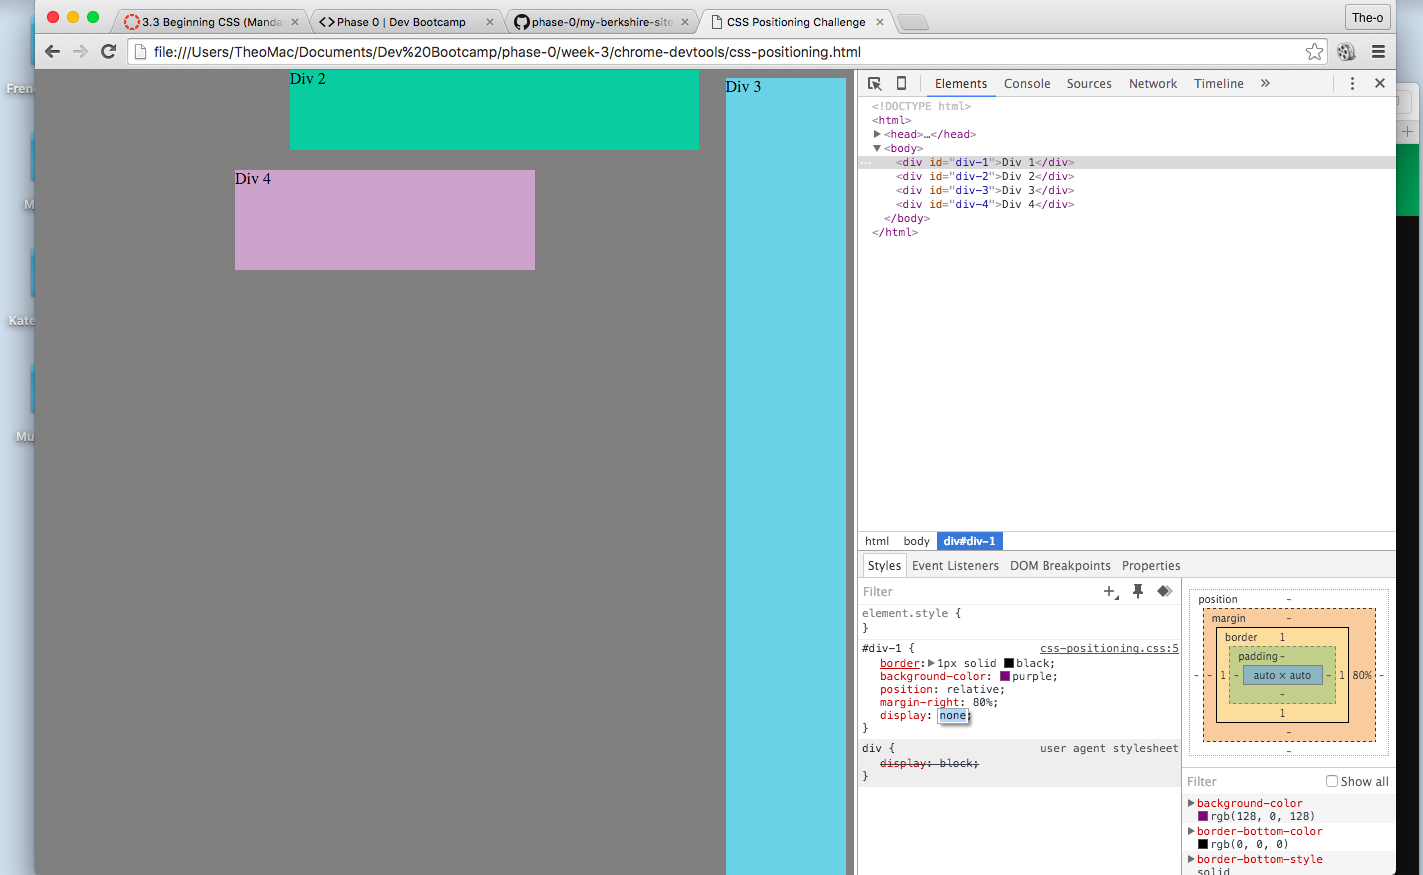 3.3 Beginning CSS (Manda
Phase 0 | Dev Bootcamp
phase-0/my-berkshire-site
CSS Positioning Challenge
The-o
file:///Users/TheoMac/Documents/Dev%20Bootcamp/phase-0/week-3/chrome-devtools/css-positioning.html
Div 2
Div 3
Div 4
Elements Console Sources Network Timeline »
<!DOCTYPE html>
<html>
<head>…</head>
<body>
<div id="div-1">Div 1</div>
<div id="div-2">Div 2</div>
<div id="div-3">Div 3</div>
<div id="div-4">Div 4</div>
</body>
</html>
html body div#div-1
Styles Event Listeners DOM Breakpoints Properties
Filter
element.style {
}
#div-1 { css-positioning.css:5
border: 1px solid black;
background-color: purple;
position: relative;
margin-right: 80%;
display: none;
}
div { user agent stylesheet
display: block;
}
position -
margin -
border 1
padding -
- - 1 - auto × auto 1 80% -
-
1
-
-
Filter Show all
background-color
rgb(128, 0, 128)
border-bottom-color
rgb(0, 0, 0)
border-bottom-style
solid
Fren
M
Kate
Mu